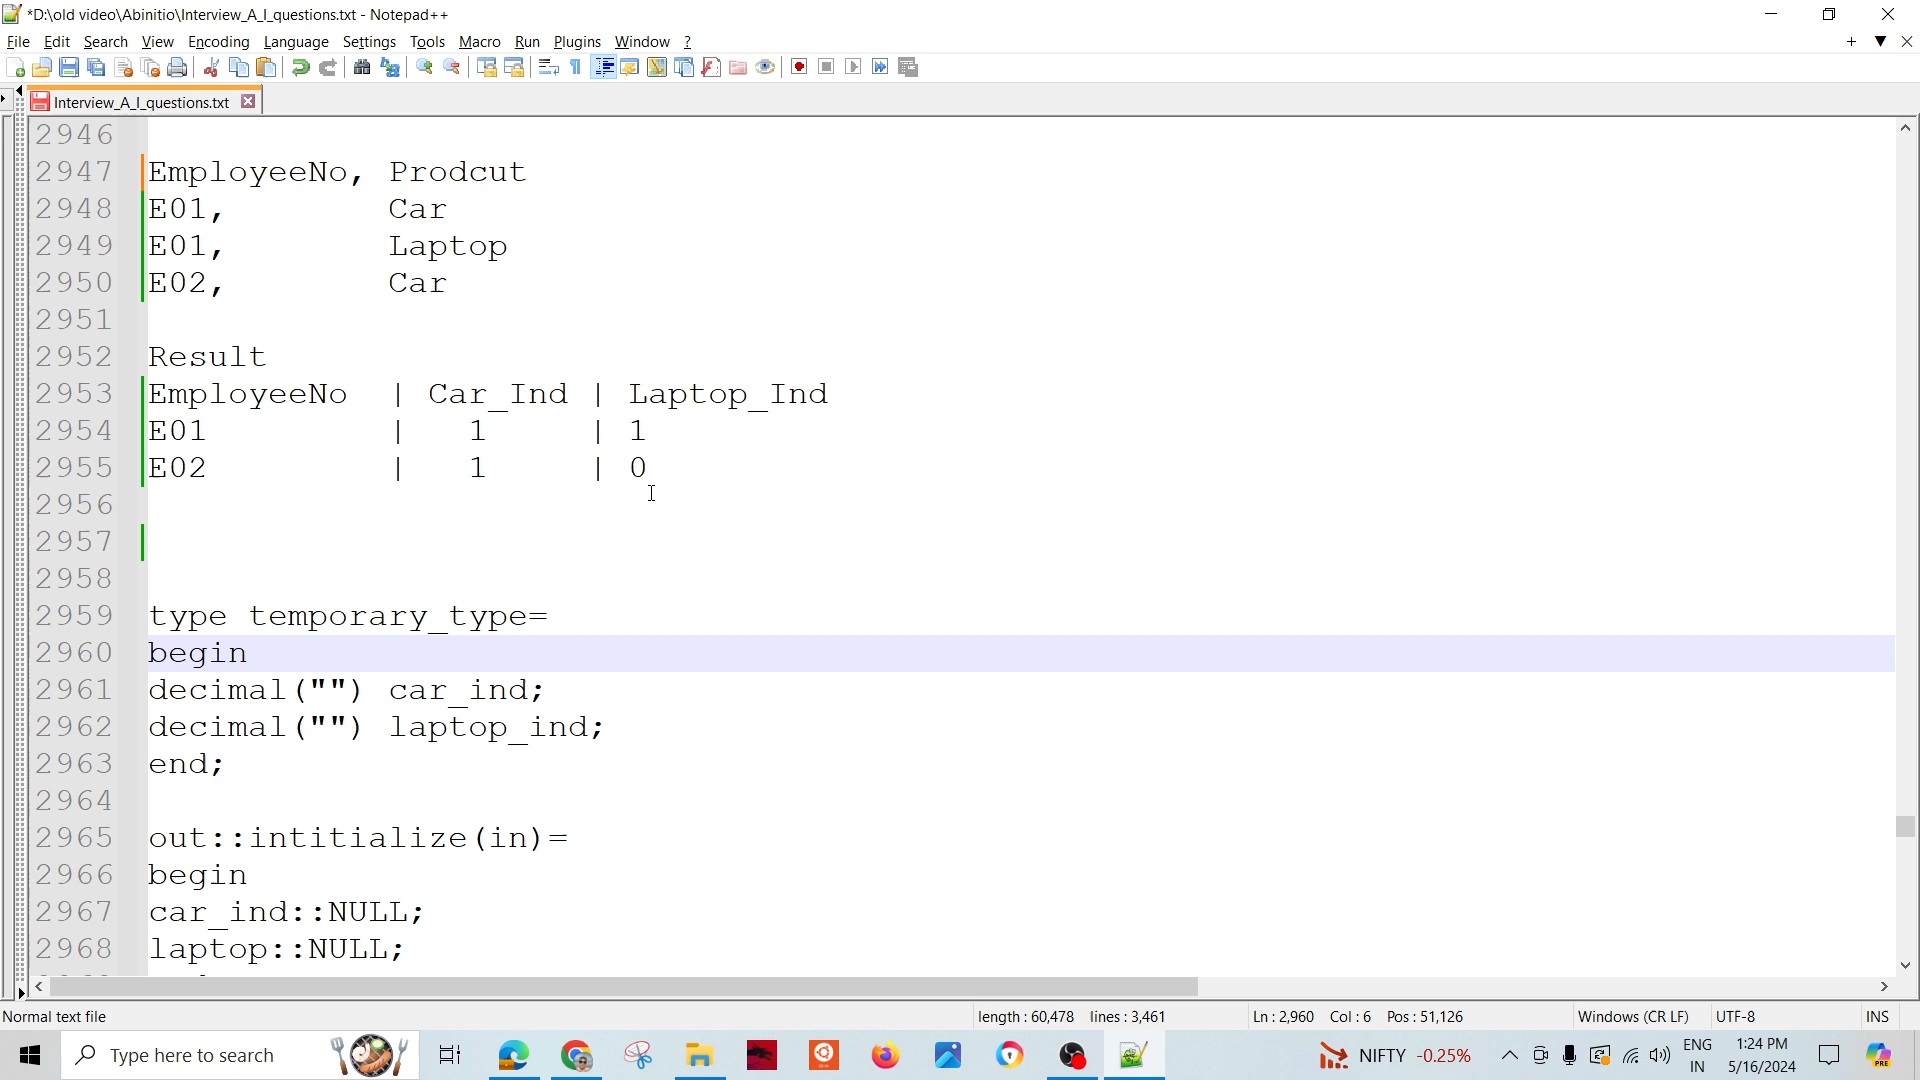 *D:\old video\Abinitio\Interview_A_I_questions.txt - Notepad++
File Edit Search View Encoding Language Settings Tools Macro Run Plugins Window ?
Interview_A_I_questions.txt
2946
2947 EmployeeNo, Prodcut
2948 E01, Car
2949 E01, Laptop
2950 E02, Car
2951
2952 Result
2953 EmployeeNo | Car_Ind | Laptop_Ind
2954 E01 | 1 | 1
2955 E02 | 1 | 0
2956
2957
2958
2959 type temporary_type=
2960 begin
2961 decimal("") car_ind;
2962 decimal("") laptop_ind;
2963 end;
2964
2965 out::intitialize(in)=
2966 begin
2967 car_ind::NULL;
2968 laptop::NULL;
Normal text file length : 60,478 lines : 3,461 Ln : 2,960 Col : 6 Pos : 51,126 Windows (CR LF) UTF-8 INS
Type here to search NIFTY -0.25% ENG IN 1:24 PM 5/16/2024 PRE